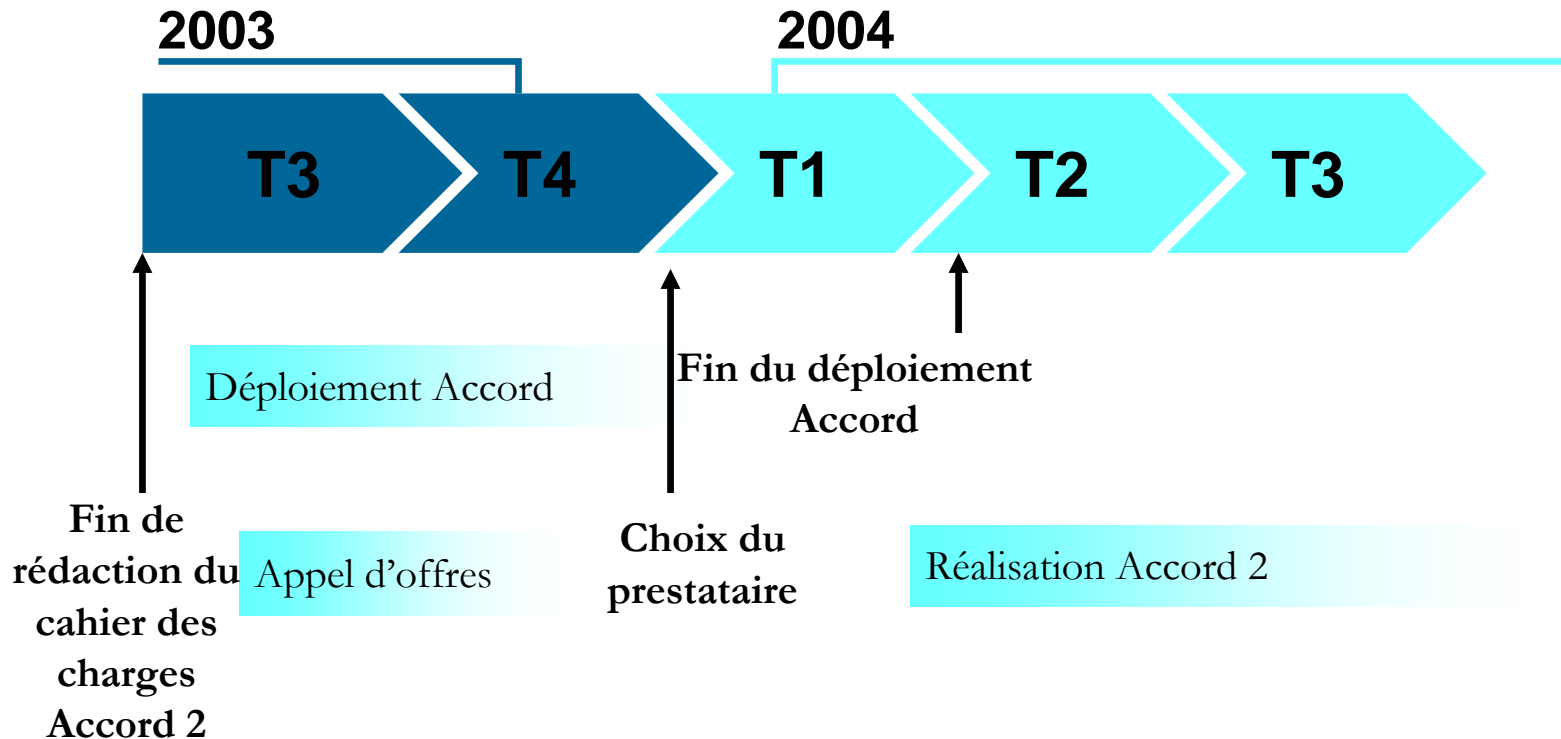 2003
2004
T3
T4
T1
T2
T3
Déploiement Accord
Fin du déploiement
Accord
Fin de
rédaction du
cahier des
charges
Accord 2
Appel d’offres
Choix du
prestataire
Réalisation Accord 2